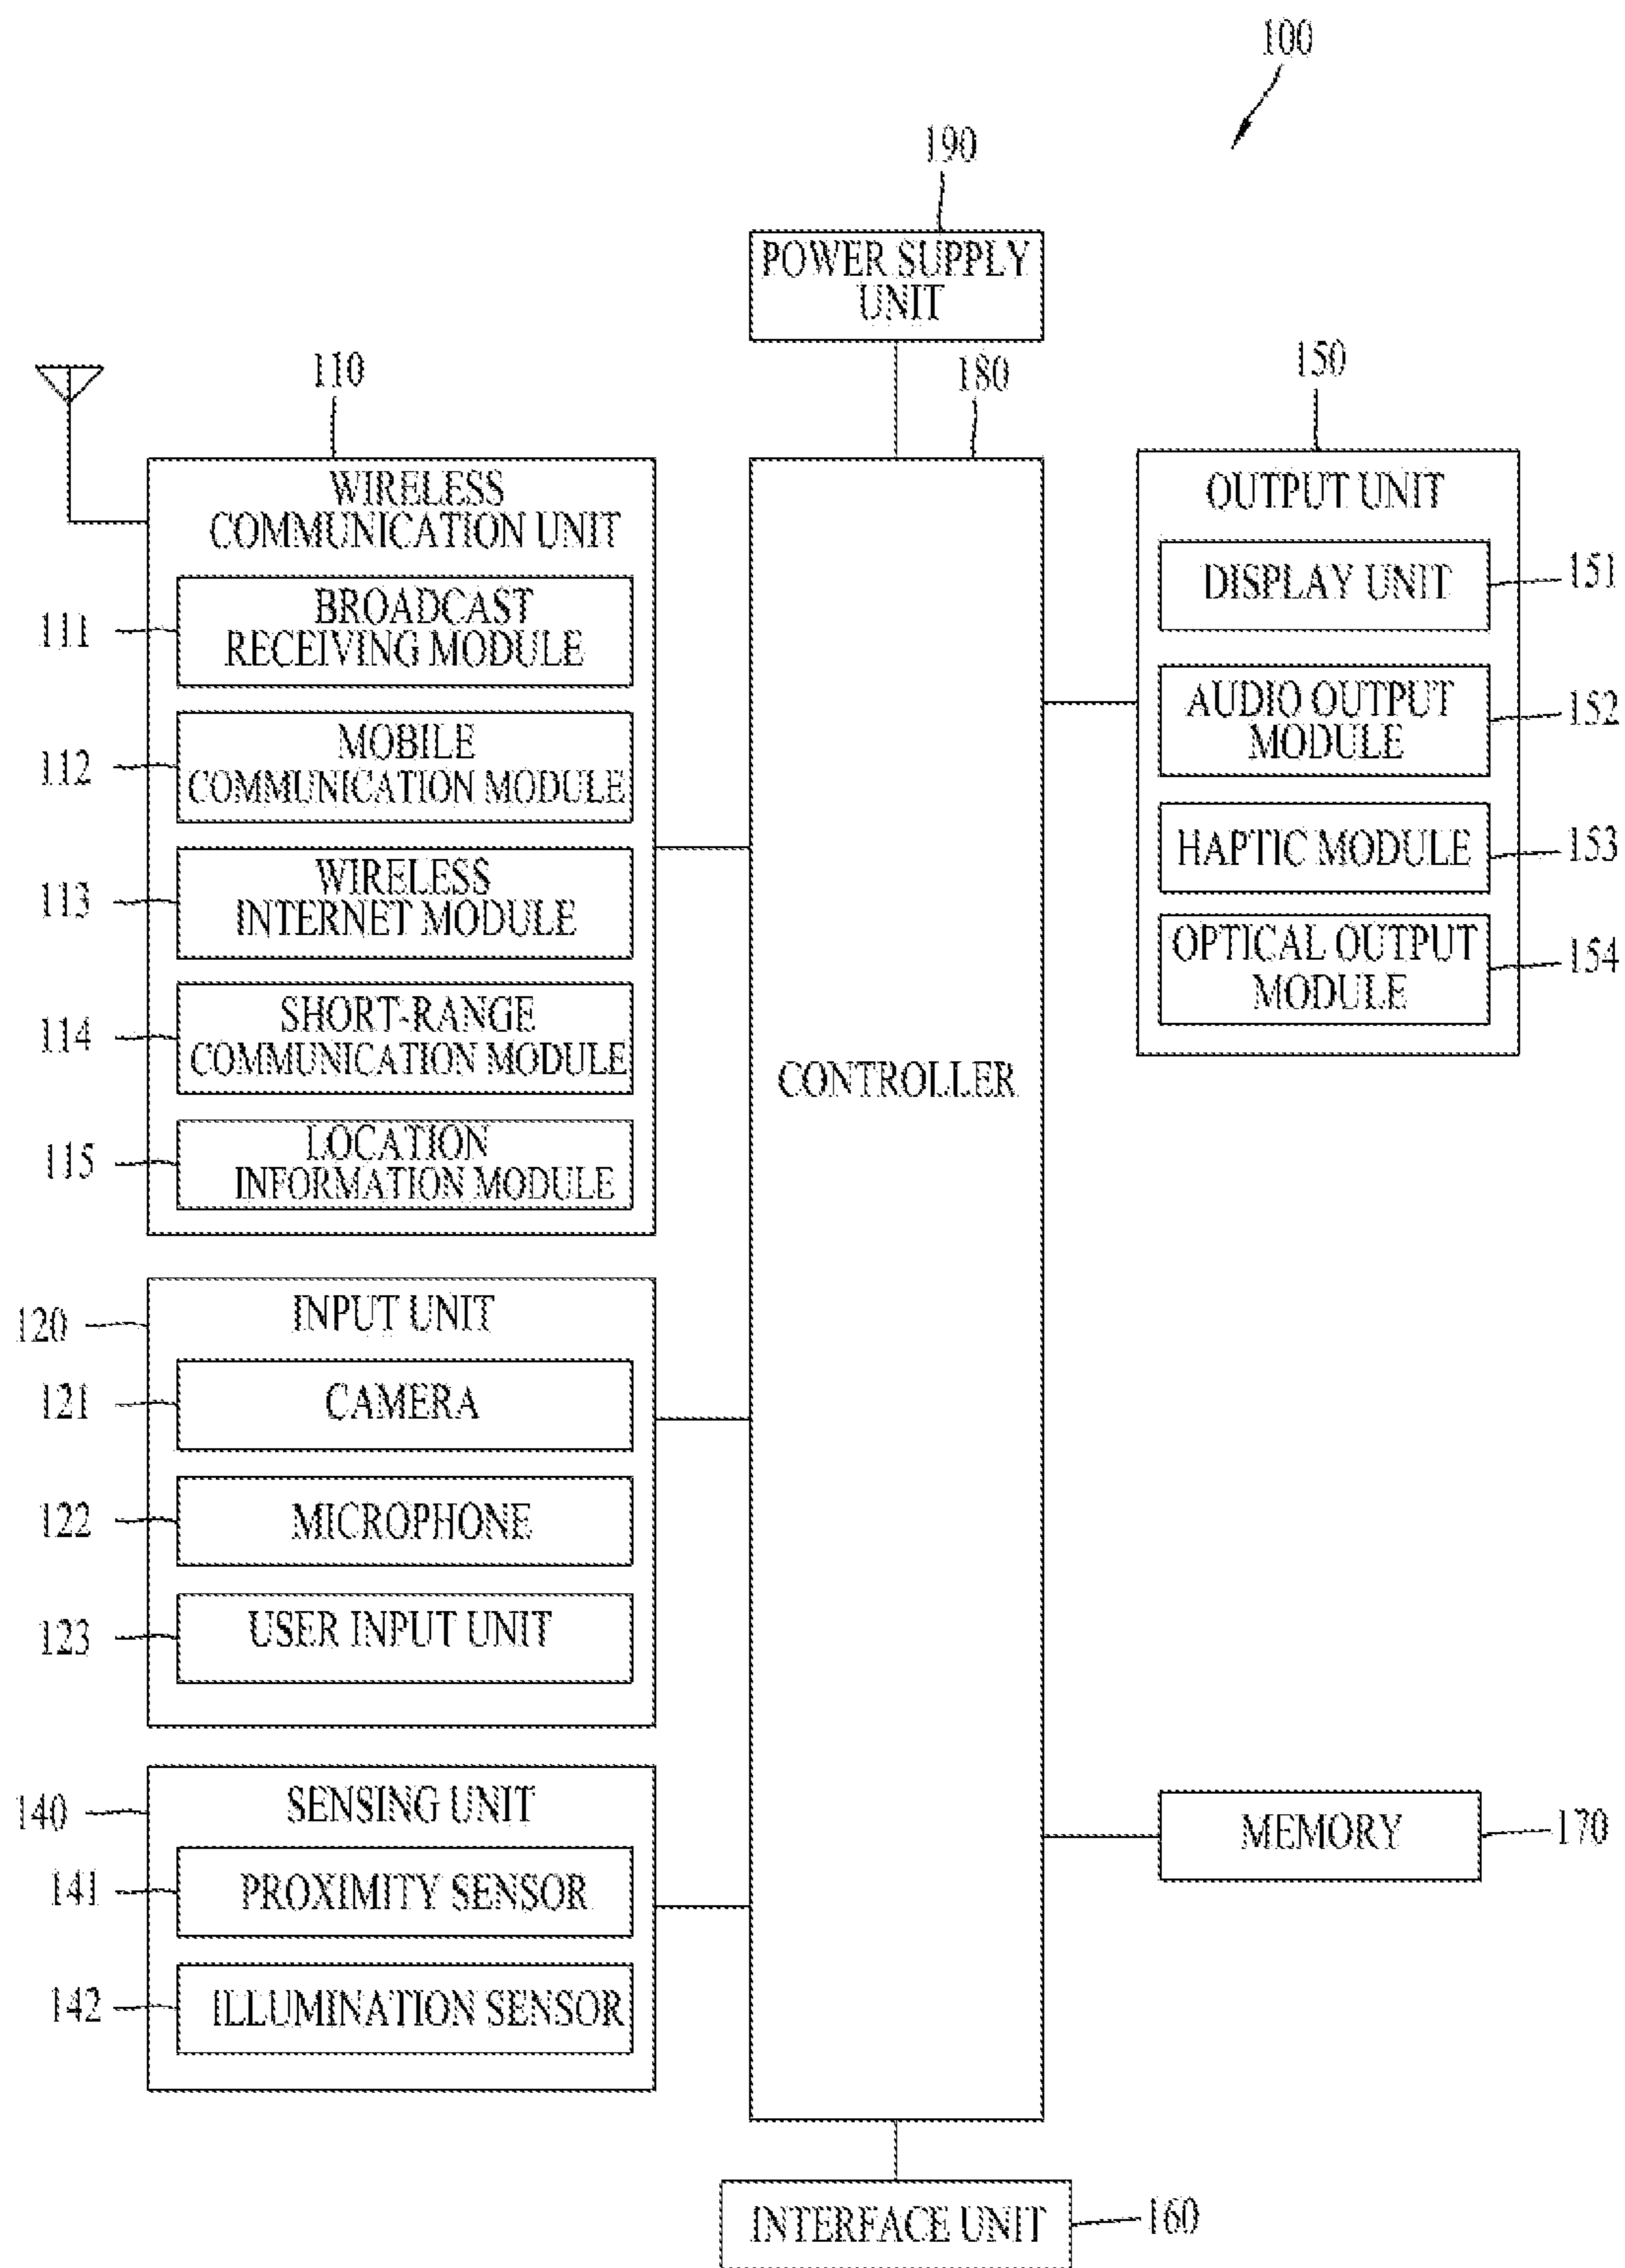 100
190
POWER SUPPLY
UNIT
110
180
150
WIRELESS
COMMUNICATION UNIT
OUTPUT UNIT
111
BROADCAST
RECEIVING MODULE
DISPLAY UNIT
151
112
MOBILE
COMMUNICATION MODULE
AUDIO OUTPUT
MODULE
152
113
WIRELESS
INTERNET MODULE
HAPTIC MODULE
153
114
SHORT-RANGE
COMMUNICATION MODULE
OPTICAL OUTPUT
MODULE
154
115
LOCATION
INFORMATION MODULE
CONTROLLER
120
INPUT UNIT
121
CAMERA
122
MICROPHONE
123
USER INPUT UNIT
140
SENSING UNIT
141
PROXIMITY SENSOR
142
ILLUMINATION SENSOR
MEMORY
170
INTERFACE UNIT
160